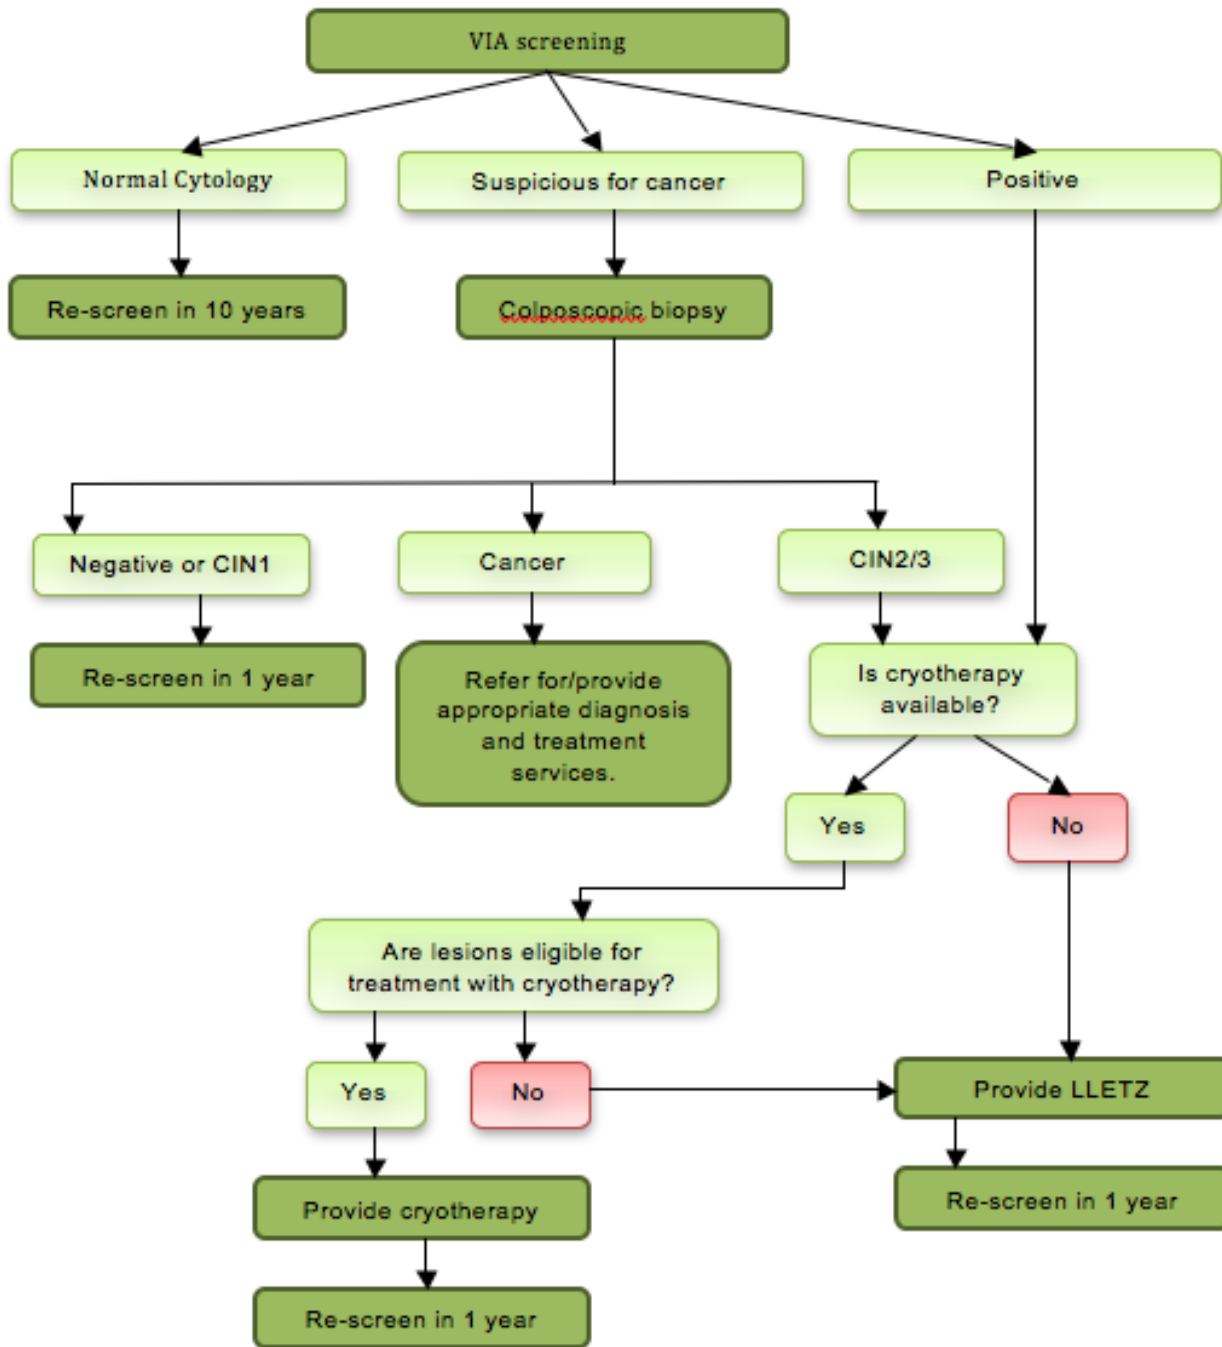 VIA screening
Normal Cytology
Suspicious for cancer
Positive
Re-screen in 10 years
Colposcopic biopsy
Negative or CIN1
Cancer
CIN2/3
Re-screen in 1 year
Refer for/provide
appropriate diagnosis
and treatment
services.
Is cryotherapy
available?
Yes
No
Are lesions eligible for
treatment with cryotherapy?
Yes
No
Provide LLETZ
Provide cryotherapy
Re-screen in 1 year
Re-screen in 1 year